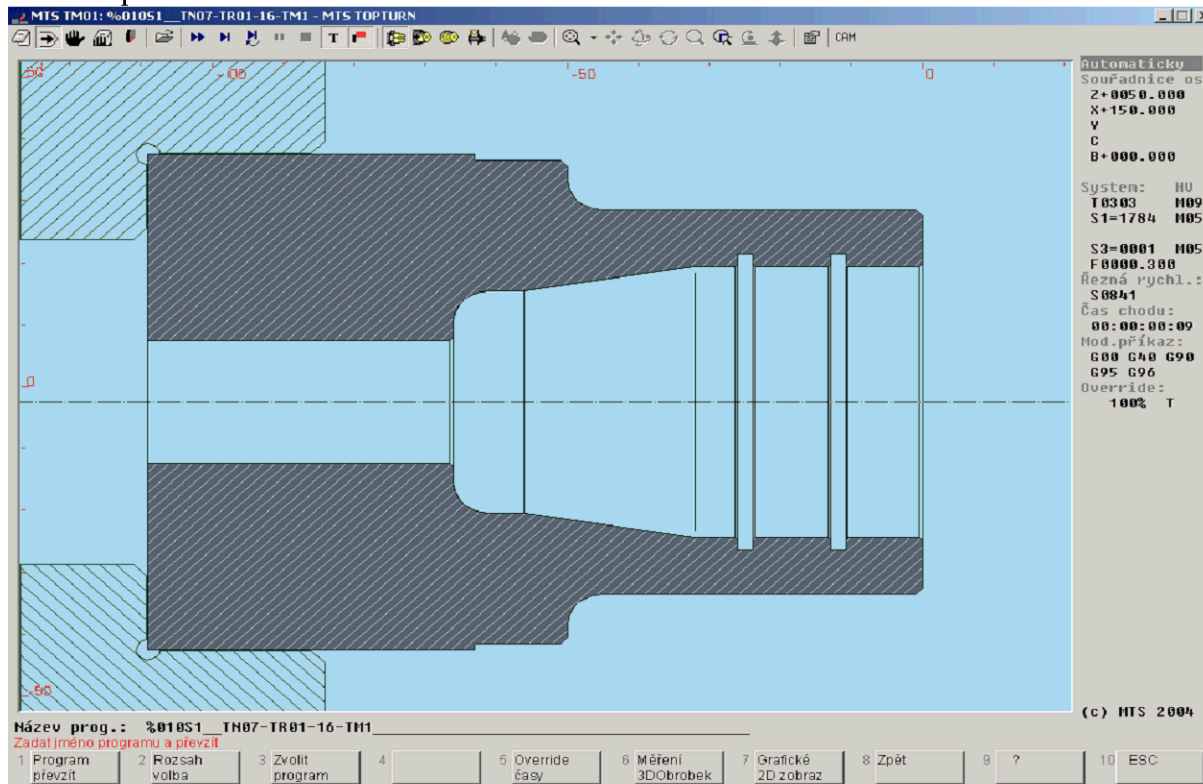 MTS TM01: %010S1__TN07-TR01-16-TM1 - MTS TOPTURN
T CAM
-50 0
0
-50
Automaticky
Souřadnice os
Z+0050.000
X+150.000
Y
C
B+000.000
System: HV
T0303 M09
S1=1784 M05
S3=0001 M05
F0000.300
Řezná rychl.:
S0841
Čas chodu:
00:00:00:09
Mod.příkaz:
G00 G40 G90
G95 G96
Override:
100% T
(c) MTS 2004
Název prog.: %010S1__TN07-TR01-16-TM1
Zadat jméno programu a převzít
1 Program převzít
2 Rozsah volba
3 Zvolit program
4
5 Override časy
6 Měření 3DObrobek
7 Grafické 2D zobraz
8 Zpět
9 ?
10 ESC